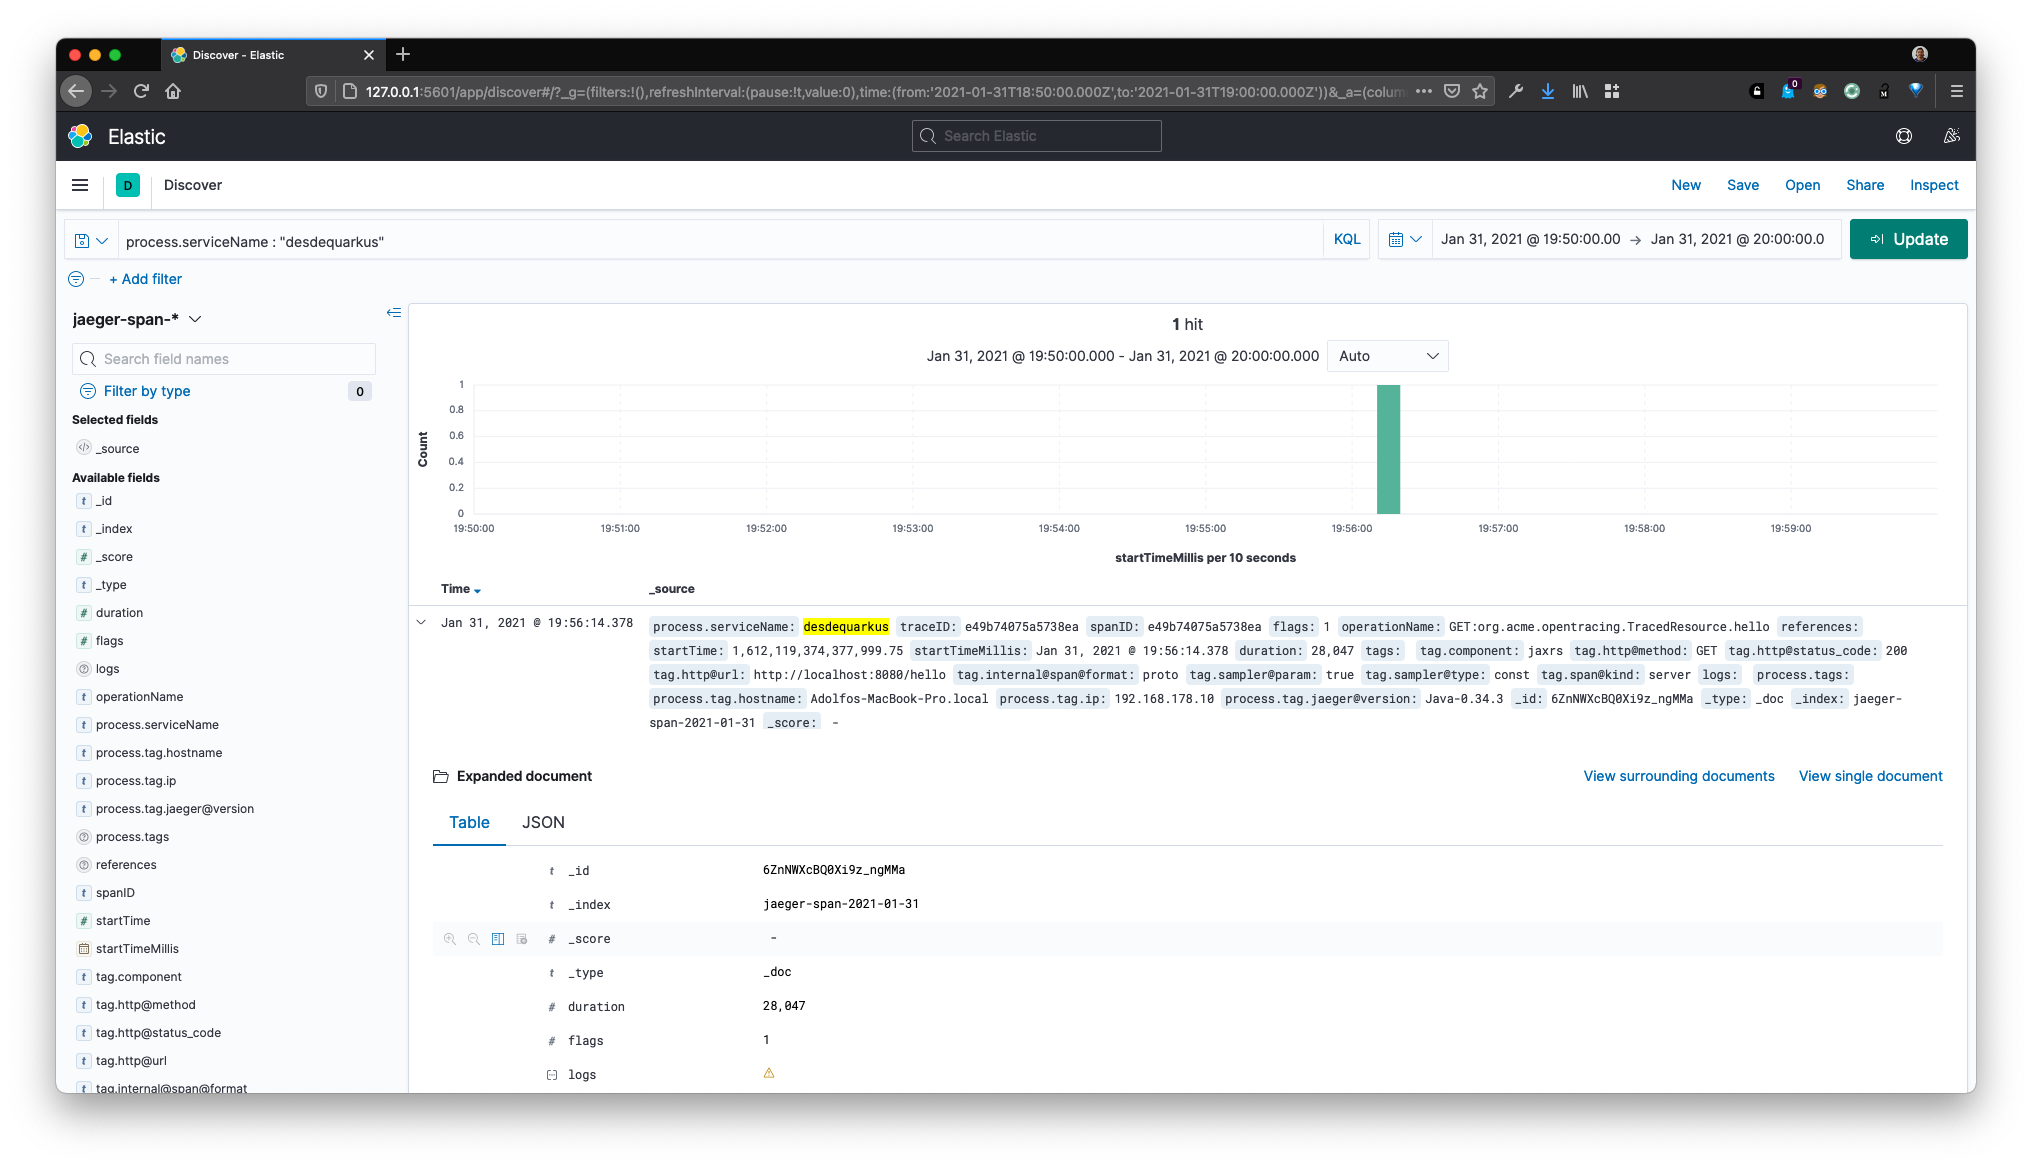 Discover - Elastic
127.0.0.1:5601/app/discover#/?_g=(filters:!(),refreshInterval:(pause:!t,value:0),time:(from:'2021-01-31T18:50:00.000Z',to:'2021-01-31T19:00:00.000Z'))&_a=(colum
0
M
Elastic
Search Elastic
D
Discover
New
Save
Open
Share
Inspect
process.serviceName : "desdequarkus"
KQL
Jan 31, 2021 @ 19:50:00.00 → Jan 31, 2021 @ 20:00:00.0
Update
+ Add filter
jaeger-span-*
Search field names
Filter by type
0
Selected fields
_source
Available fields
t _id
t _index
# _score
t _type
# duration
# flags
logs
t operationName
t process.serviceName
t process.tag.hostname
t process.tag.ip
t process.tag.jaeger@version
process.tags
references
t spanID
# startTime
startTimeMillis
t tag.component
t tag.http@method
t tag.http@status_code
t tag.http@url
t tag.internal@span@format
1 hit
Jan 31, 2021 @ 19:50:00.000 - Jan 31, 2021 @ 20:00:00.000
Auto
Count
1
0.8
0.6
0.4
0.2
0
19:50:00 19:51:00 19:52:00 19:53:00 19:54:00 19:55:00 19:56:00 19:57:00 19:58:00 19:59:00
startTimeMillis per 10 seconds
Time
_source
Jan 31, 2021 @ 19:56:14.378
process.serviceName: desdequarkus traceID: e49b74075a5738ea spanID: e49b74075a5738ea flags: 1 operationName: GET:org.acme.opentracing.TracedResource.hello references:
startTime: 1,612,119,374,377,999.75 startTimeMillis: Jan 31, 2021 @ 19:56:14.378 duration: 28,047 tags: tag.component: jaxrs tag.http@method: GET tag.http@status_code: 200
tag.http@url: http://localhost:8080/hello tag.internal@span@format: proto tag.sampler@param: true tag.sampler@type: const tag.span@kind: server logs: process.tags:
process.tag.hostname: Adolfos-MacBook-Pro.local process.tag.ip: 192.168.178.10 process.tag.jaeger@version: Java-0.34.3 _id: 6ZnNWXcBQ0Xi9z_ngMMa _type: _doc _index: jaeger-
span-2021-01-31 _score: -
Expanded document
View surrounding documents
View single document
Table
JSON
t _id 6ZnNWXcBQ0Xi9z_ngMMa
t _index jaeger-span-2021-01-31
# _score -
t _type _doc
# duration 28,047
# flags 1
logs